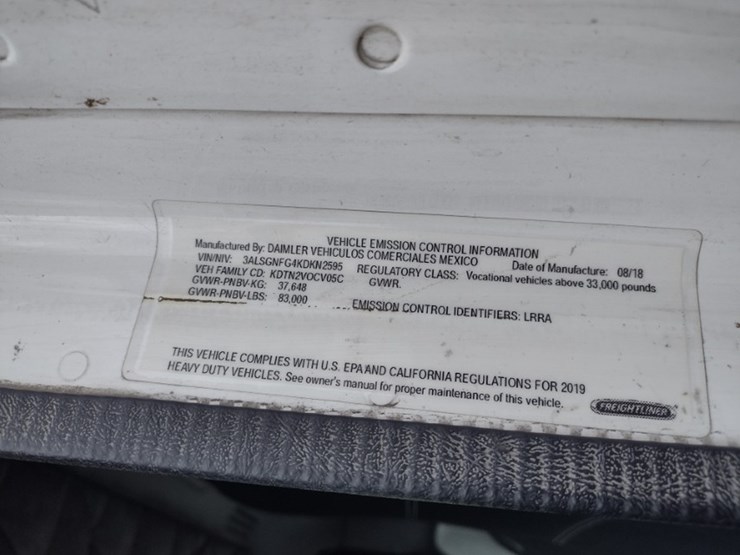 VEHICLE EMISSION CONTROL INFORMATION
Manufactured By: DAIMLER VEHICULOS COMERCIALES MEXICO Date of Manufacture: 08/18
VIN/NIV: 3ALSGNFG4KDKN2595 REGULATORY CLASS: Vocational vehicles above 33,000 pounds
VEH FAMILY CD: KDTN2VOCV05C GVWR.
GVWR-PNBV-KG: 37,648
GVWR-PNBV-LBS: 83,000 EMISSION CONTROL IDENTIFIERS: LRRA
THIS VEHICLE COMPLIES WITH U.S. EPA AND CALIFORNIA REGULATIONS FOR 2019
HEAVY DUTY VEHICLES. See owner's manual for proper maintenance of this vehicle.
FREIGHTLINER